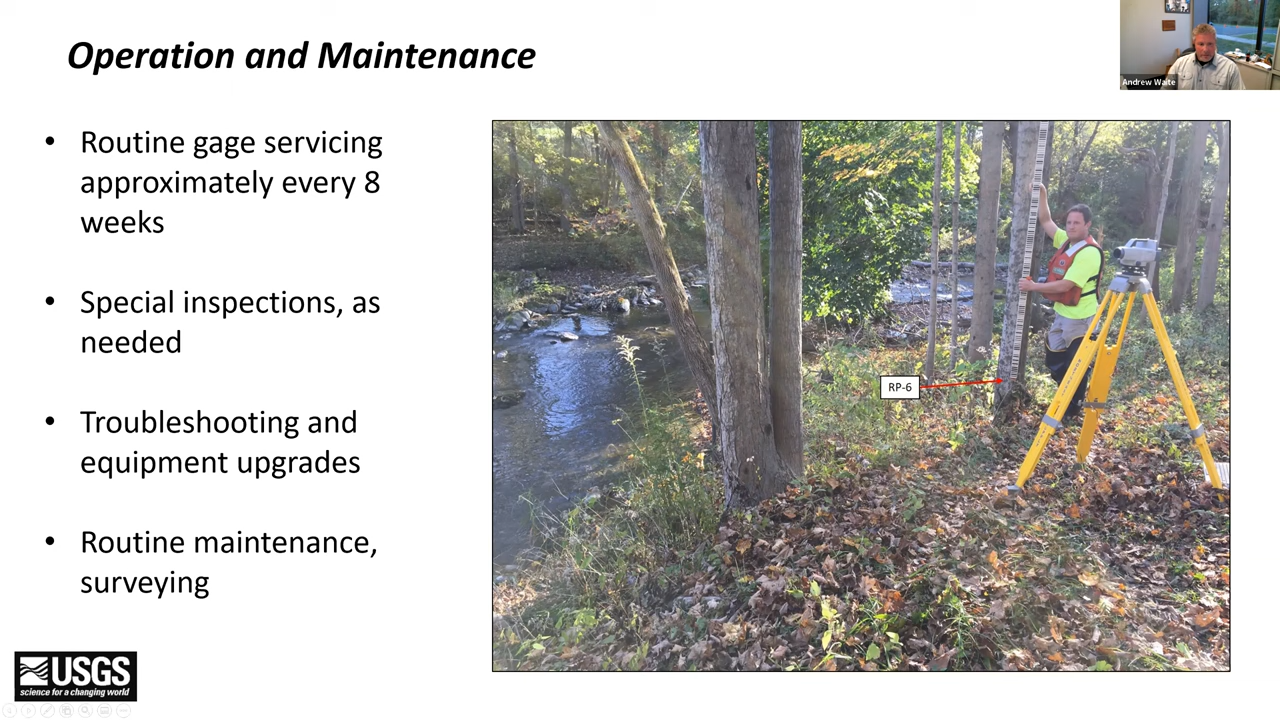 Operation and Maintenance
Andrew Waite
• Routine gage servicing
approximately every 8
weeks
• Special inspections, as
needed
• Troubleshooting and
equipment upgrades
• Routine maintenance,
surveying
RP-6
USGS
science for a changing world